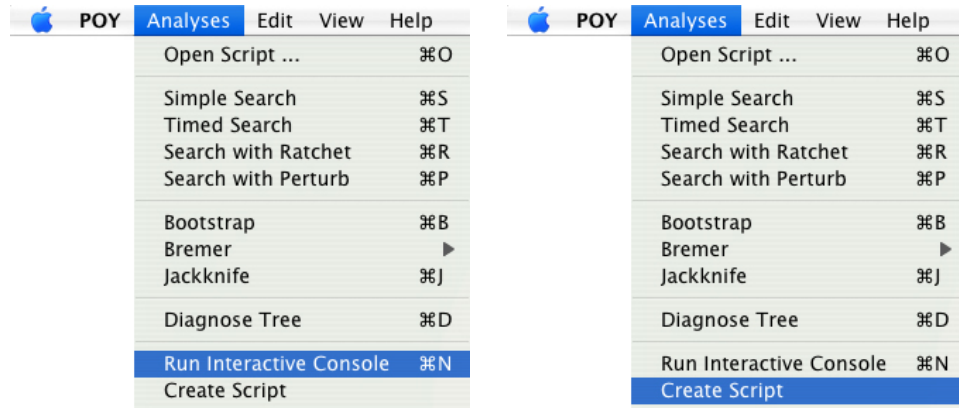 POY Analyses Edit View Help
Open Script ... ⌘O
Simple Search ⌘S
Timed Search ⌘T
Search with Ratchet ⌘R
Search with Perturb ⌘P
Bootstrap ⌘B
Bremer
Jackknife ⌘J
Diagnose Tree ⌘D
Run Interactive Console ⌘N
Create Script
POY Analyses Edit View Help
Open Script ... ⌘O
Simple Search ⌘S
Timed Search ⌘T
Search with Ratchet ⌘R
Search with Perturb ⌘P
Bootstrap ⌘B
Bremer
Jackknife ⌘J
Diagnose Tree ⌘D
Run Interactive Console ⌘N
Create Script